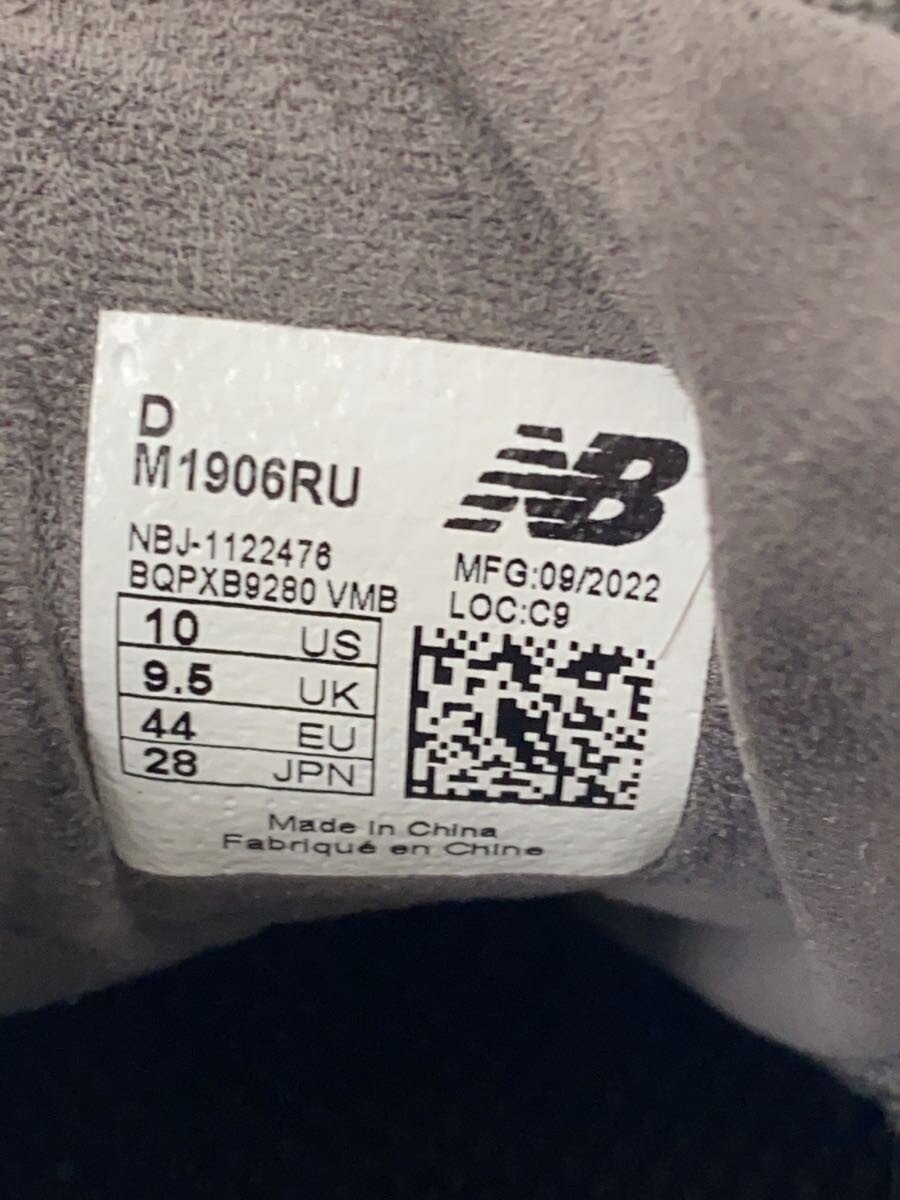 D
M1906RU
NB
NBJ-1122476
BQPXB9280 VMB
MFG:09/2022
LOC:C9
10 US
9.5 UK
44 EU
28 JPN
Made in China
Fabriqué en Chine